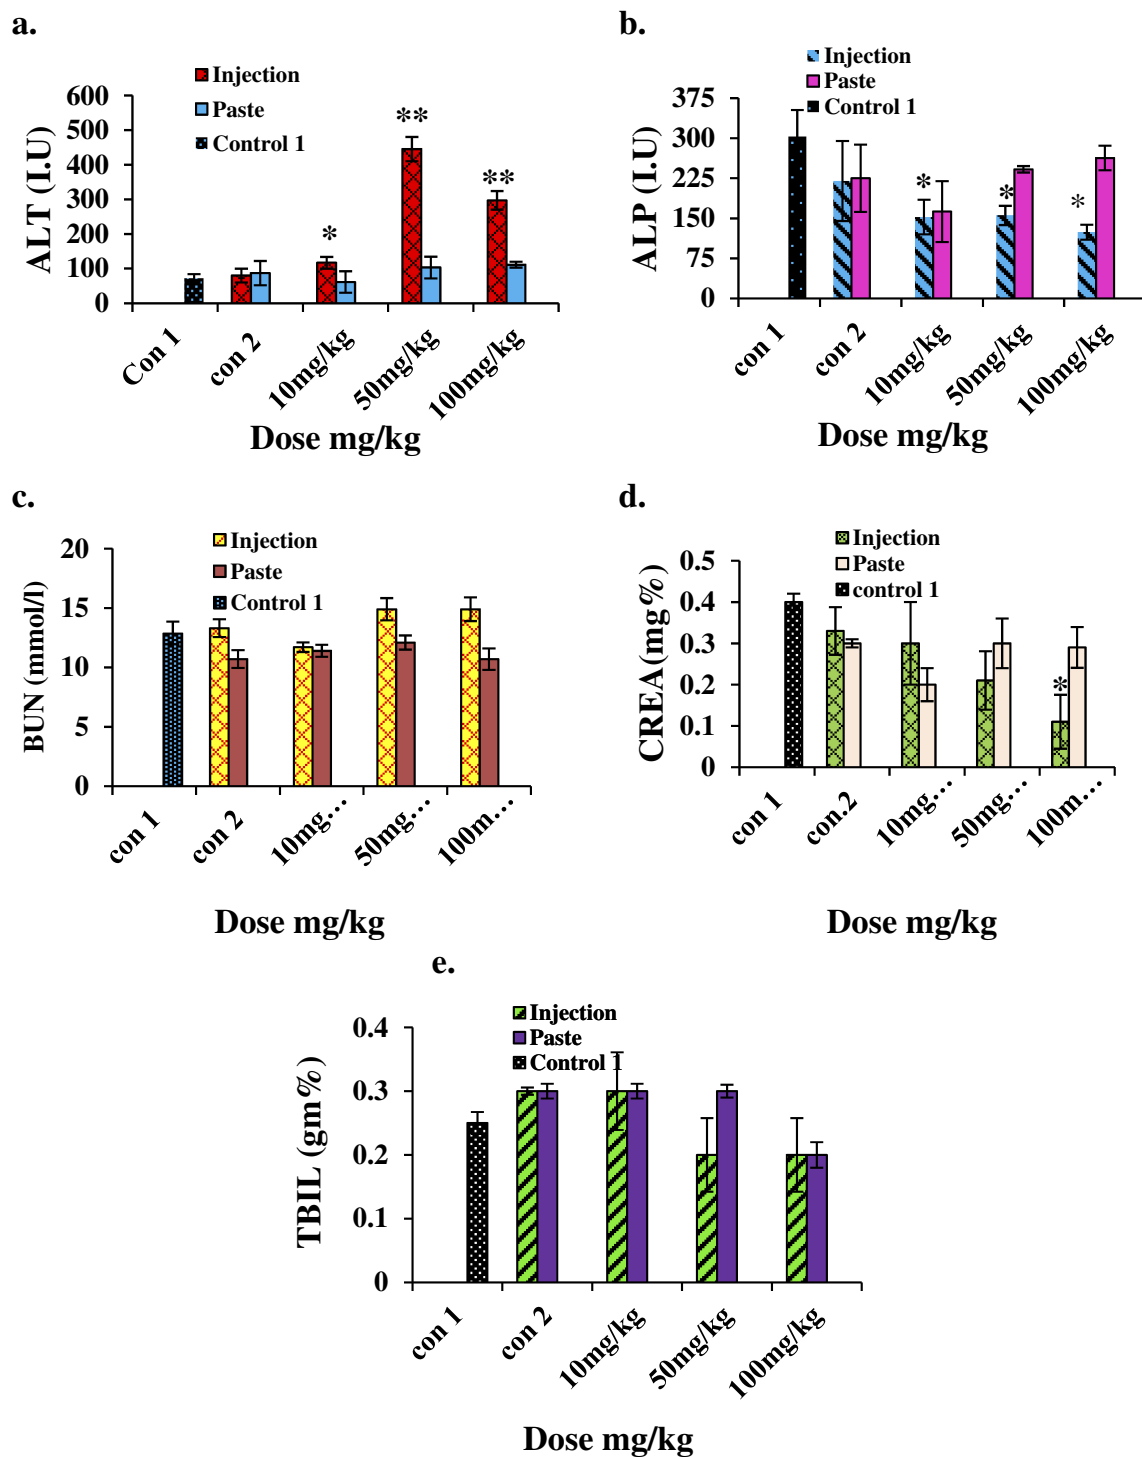 a.
Injection
Paste
Control 1
ALT (I.U)
600
500
400
300
200
100
0
*
**
**
Con 1
con 2
10mg/kg
50mg/kg
100mg/kg
Dose mg/kg
b.
Injection
Paste
Control 1
ALP (I.U)
375
300
225
150
75
0
*
*
*
con 1
con 2
10mg/kg
50mg/kg
100mg/kg
Dose mg/kg
c.
Injection
Paste
Control 1
BUN (mmol/l)
20
15
10
5
0
con 1
con 2
10mg…
50mg…
100m…
Dose mg/kg
d.
Injection
Paste
control 1
CREA(mg%)
0.5
0.4
0.3
0.2
0.1
0
*
con 1
con.2
10mg…
50mg…
100m…
Dose mg/kg
e.
Injection
Paste
Control 1
TBIL (gm%)
0.4
0.3
0.2
0.1
0
con 1
con 2
10mg/kg
50mg/kg
100mg/kg
Dose mg/kg